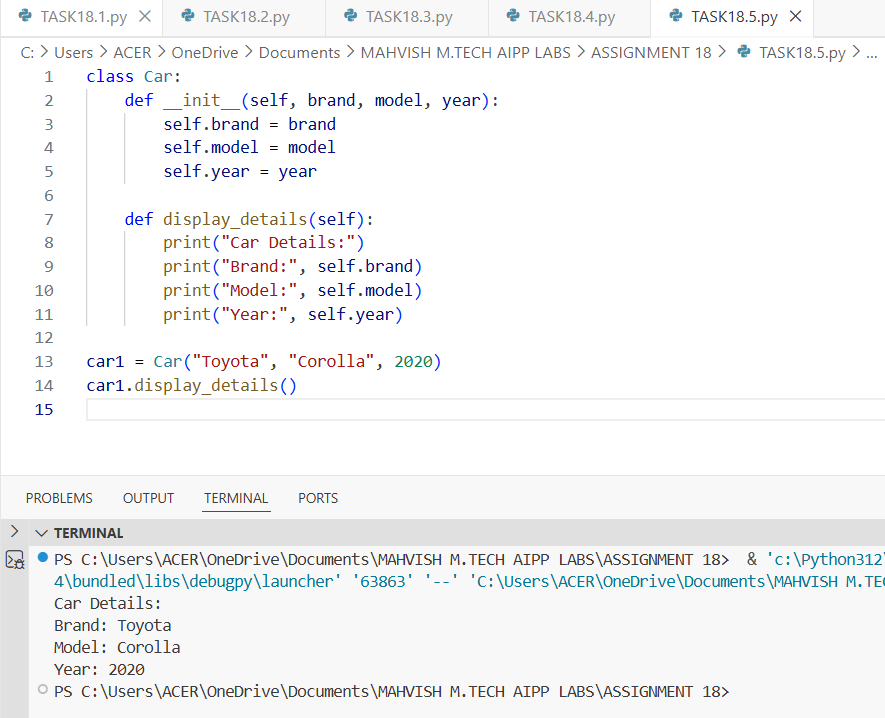 TASK18.1.py TASK18.2.py TASK18.3.py TASK18.4.py TASK18.5.py
C: > Users > ACER > OneDrive > Documents > MAHVISH M.TECH AIPP LABS > ASSIGNMENT 18 > TASK18.5.py > ...
1 class Car:
2     def __init__(self, brand, model, year):
3         self.brand = brand
4         self.model = model
5         self.year = year
6
7     def display_details(self):
8         print("Car Details:")
9         print("Brand:", self.brand)
10         print("Model:", self.model)
11         print("Year:", self.year)
12
13 car1 = Car("Toyota", "Corolla", 2020)
14 car1.display_details()
15
PROBLEMS OUTPUT TERMINAL PORTS
TERMINAL
PS C:\Users\ACER\OneDrive\Documents\MAHVISH M.TECH AIPP LABS\ASSIGNMENT 18> & 'c:\Python312\
4\bundled\libs\debugpy\launcher' '63863' '--' 'C:\Users\ACER\OneDrive\Documents\MAHVISH M.TEC
Car Details:
Brand: Toyota
Model: Corolla
Year: 2020
PS C:\Users\ACER\OneDrive\Documents\MAHVISH M.TECH AIPP LABS\ASSIGNMENT 18>